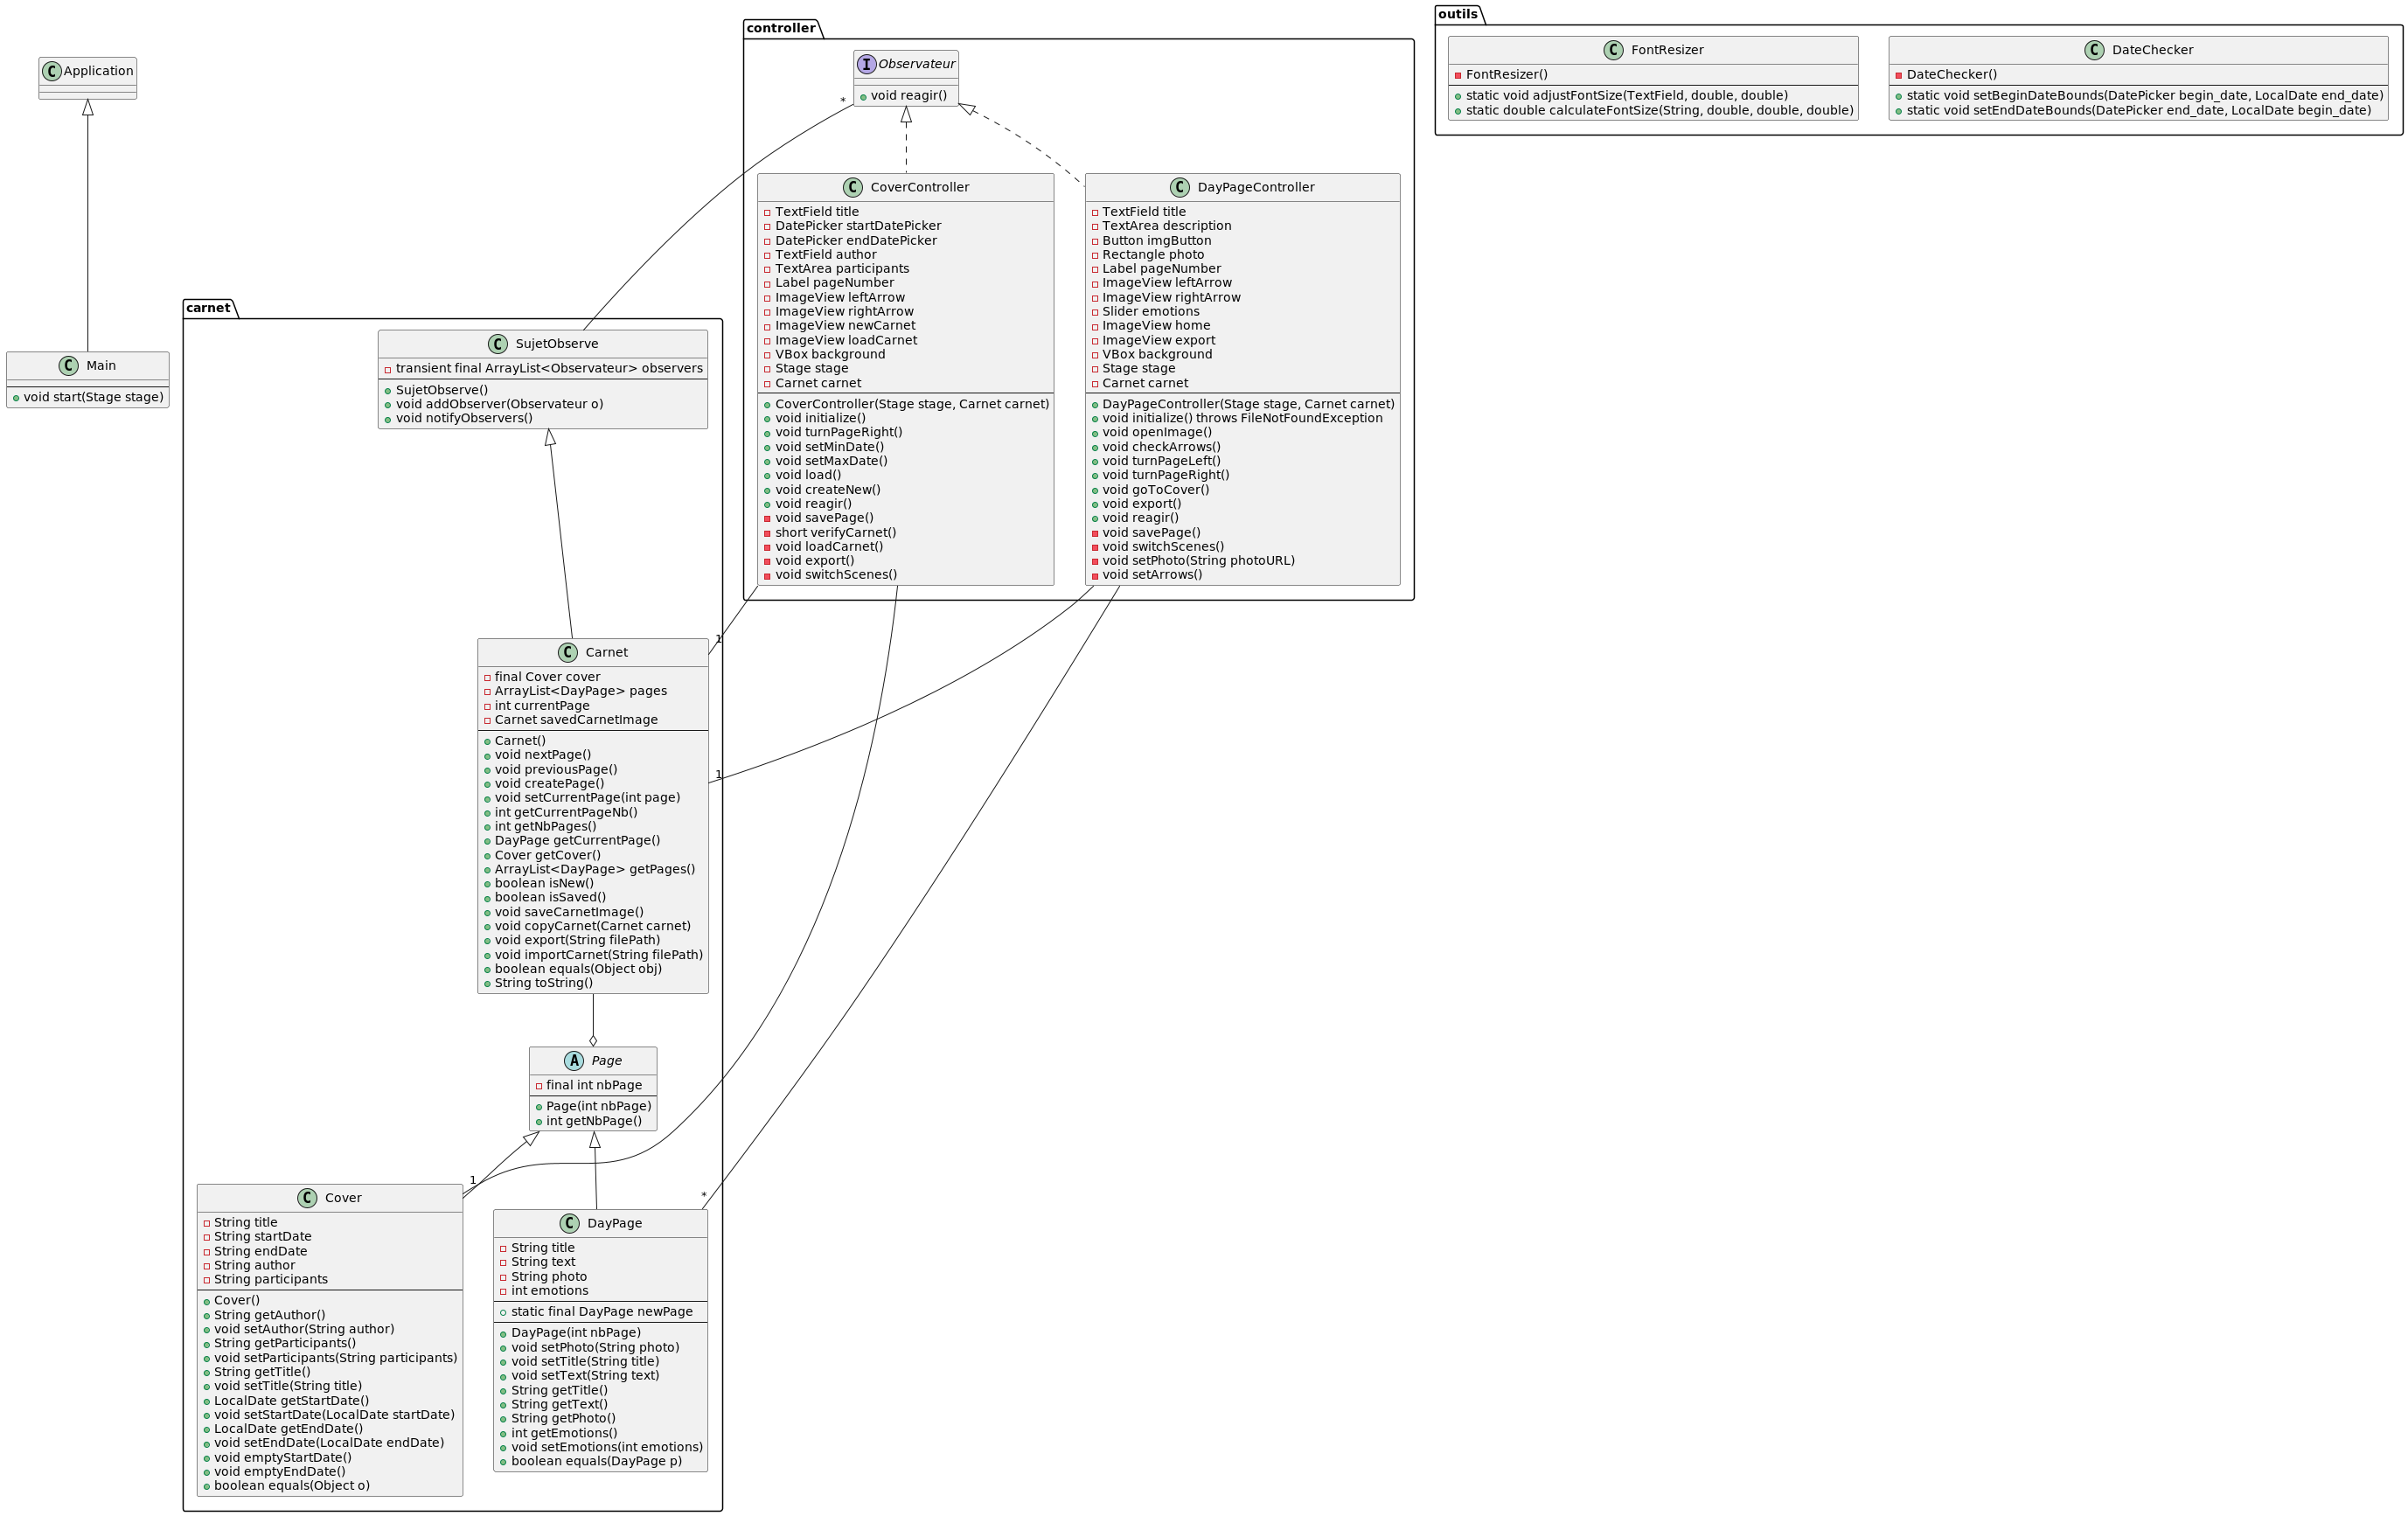 Application
Main
void start(Stage stage)
controller
Observateur
void reagir()
*
CoverController
TextField title
DatePicker startDatePicker
DatePicker endDatePicker
TextField author
TextArea participants
Label pageNumber
ImageView leftArrow
ImageView rightArrow
ImageView newCarnet
ImageView loadCarnet
VBox background
Stage stage
Carnet carnet
CoverController(Stage stage, Carnet carnet)
void initialize()
void turnPageRight()
void setMinDate()
void setMaxDate()
void load()
void createNew()
void reagir()
void savePage()
short verifyCarnet()
void loadCarnet()
void export()
void switchScenes()
DayPageController
TextField title
TextArea description
Button imgButton
Rectangle photo
Label pageNumber
ImageView leftArrow
ImageView rightArrow
Slider emotions
ImageView home
ImageView export
VBox background
Stage stage
Carnet carnet
DayPageController(Stage stage, Carnet carnet)
void initialize() throws FileNotFoundException
void openImage()
void checkArrows()
void turnPageLeft()
void turnPageRight()
void goToCover()
void export()
void reagir()
void savePage()
void switchScenes()
void setPhoto(String photoURL)
void setArrows()
outils
FontResizer
FontResizer()
static void adjustFontSize(TextField, double, double)
static double calculateFontSize(String, double, double, double)
DateChecker
DateChecker()
static void setBeginDateBounds(DatePicker begin_date, LocalDate end_date)
static void setEndDateBounds(DatePicker end_date, LocalDate begin_date)
carnet
SujetObserve
transient final ArrayList<Observateur> observers
SujetObserve()
void addObserver(Observateur o)
void notifyObservers()
Carnet
final Cover cover
ArrayList<DayPage> pages
int currentPage
Carnet savedCarnetImage
Carnet()
void nextPage()
void previousPage()
void createPage()
void setCurrentPage(int page)
int getCurrentPageNb()
int getNbPages()
DayPage getCurrentPage()
Cover getCover()
ArrayList<DayPage> getPages()
boolean isNew()
boolean isSaved()
void saveCarnetImage()
void copyCarnet(Carnet carnet)
void export(String filePath)
void importCarnet(String filePath)
boolean equals(Object obj)
String toString()
1
1
Page
final int nbPage
Page(int nbPage)
int getNbPage()
1
*
Cover
String title
String startDate
String endDate
String author
String participants
Cover()
String getAuthor()
void setAuthor(String author)
String getParticipants()
void setParticipants(String participants)
String getTitle()
void setTitle(String title)
LocalDate getStartDate()
void setStartDate(LocalDate startDate)
LocalDate getEndDate()
void setEndDate(LocalDate endDate)
void emptyStartDate()
void emptyEndDate()
boolean equals(Object o)
DayPage
String title
String text
String photo
int emotions
static final DayPage newPage
DayPage(int nbPage)
void setPhoto(String photo)
void setTitle(String title)
void setText(String text)
String getTitle()
String getText()
String getPhoto()
int getEmotions()
void setEmotions(int emotions)
boolean equals(DayPage p)